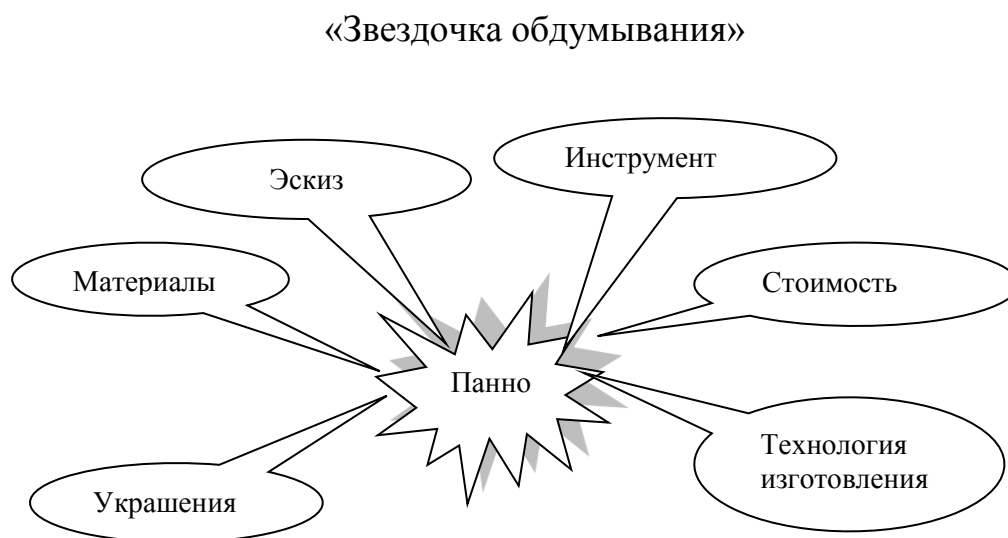 «Звездочка обдумывания»
Эскиз
Инструмент
Материалы
Стоимость
Панно
Украшения
Технология
изготовления